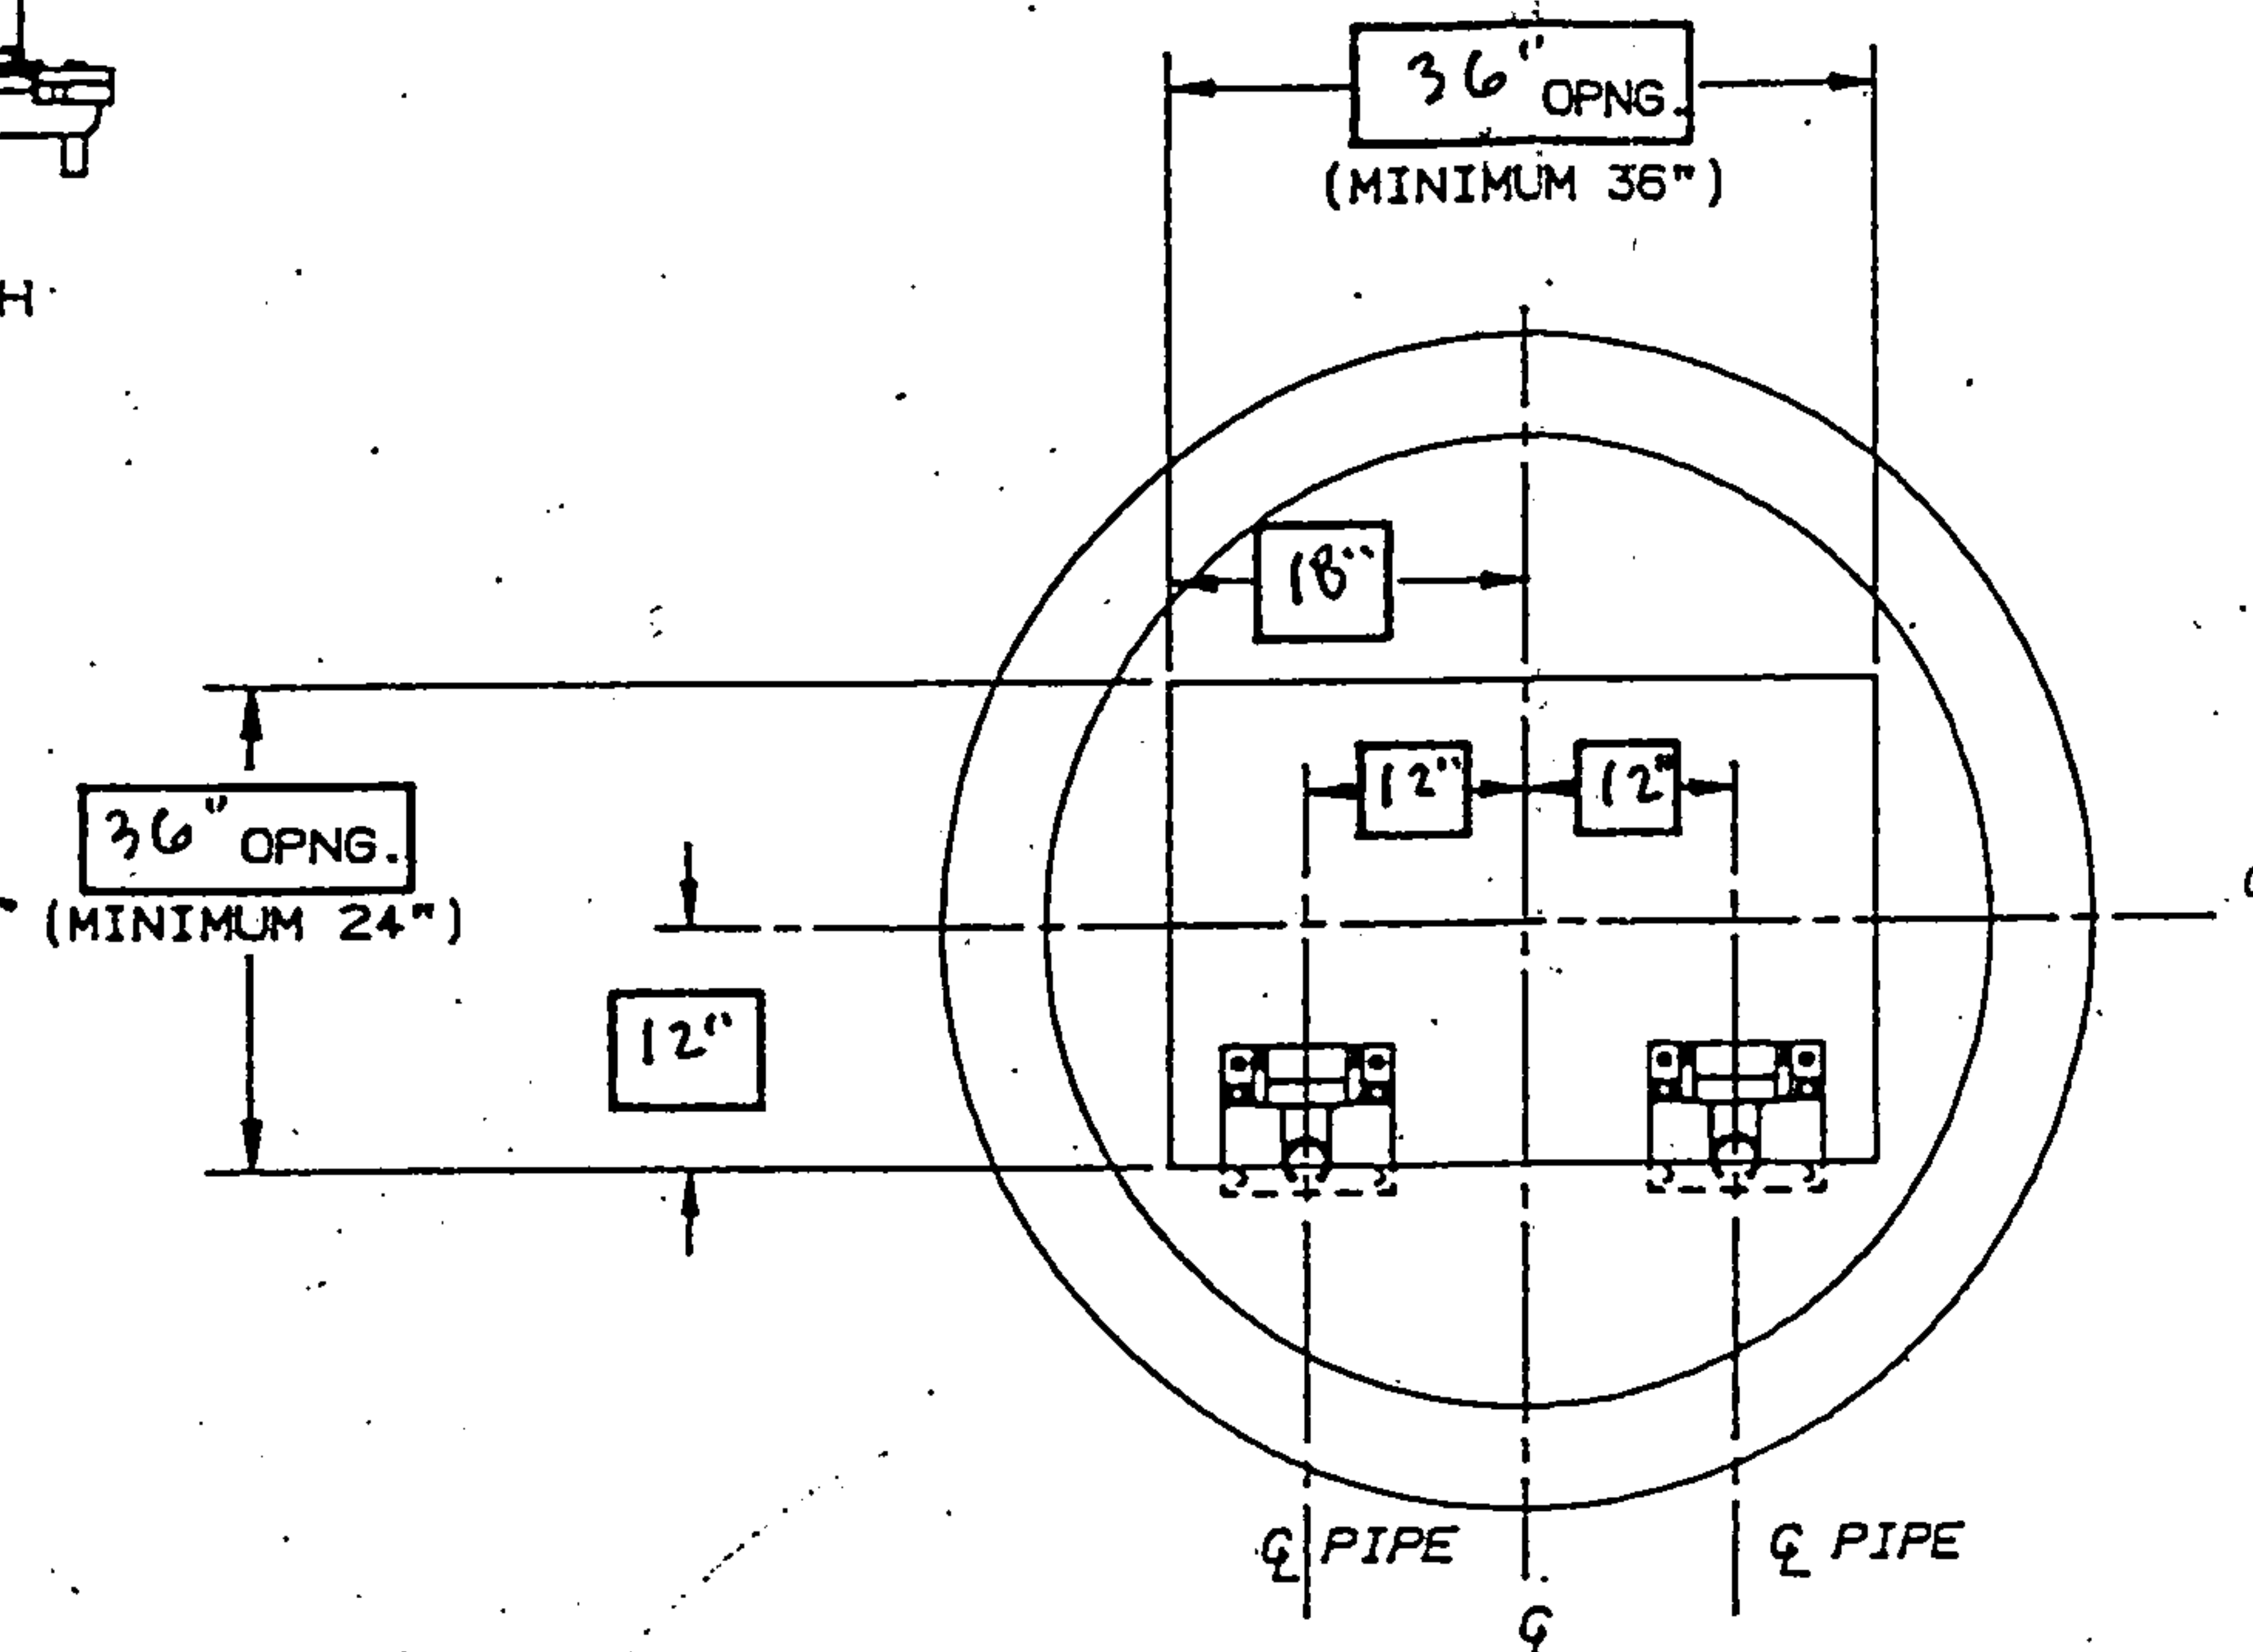 36" OPNG.
(MINIMUM 36")
H
18"
12" 12"
36" OPNG.
(MINIMUM 24")
12"
℄ PIPE ℄ PIPE
℄